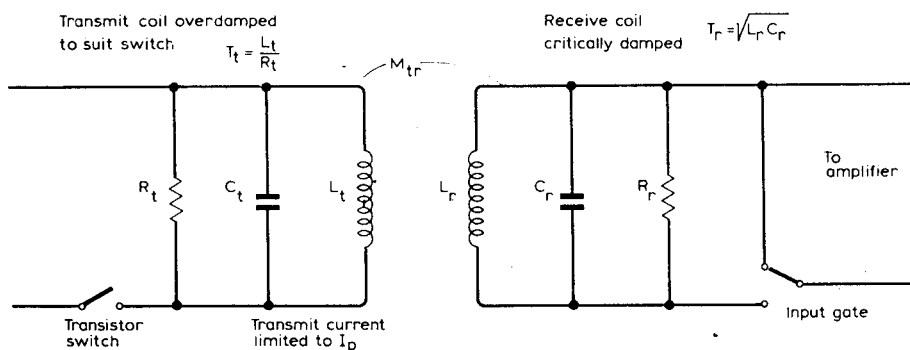 Transmit coil overdamped
to suit switch
T_t = L_t / R_t
M_tr
Receive coil
critically damped
T_r = √L_r C_r
R_t
C_t
L_t
L_r
C_r
R_r
To
amplifier
Transistor
switch
Transmit current
limited to I_p
Input gate